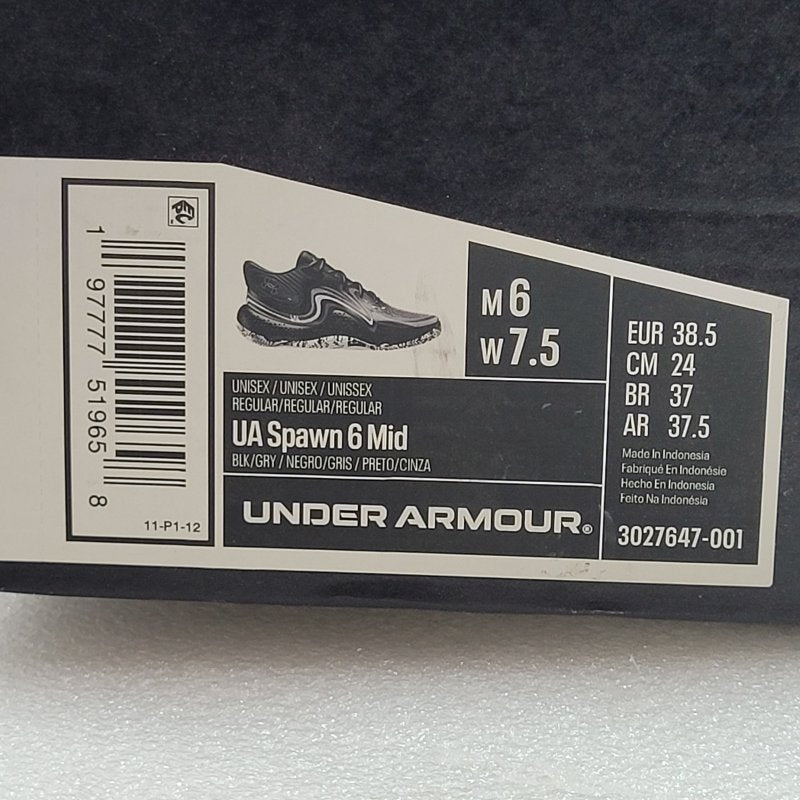 1 97777 51965 8
11-P1-12
M 6
W 7.5
EUR 38.5
CM 24
BR 37
AR 37.5
Made In Indonesia
Fabriqué En Indonésie
Hecho En Indonesia
Feito Na Indonésia
3027647-001
UNISEX / UNISEX / UNISSEX
REGULAR/REGULAR/REGULAR
UA Spawn 6 Mid
BLK/GRY / NEGRO/GRIS / PRETO/CINZA
UNDER ARMOUR®